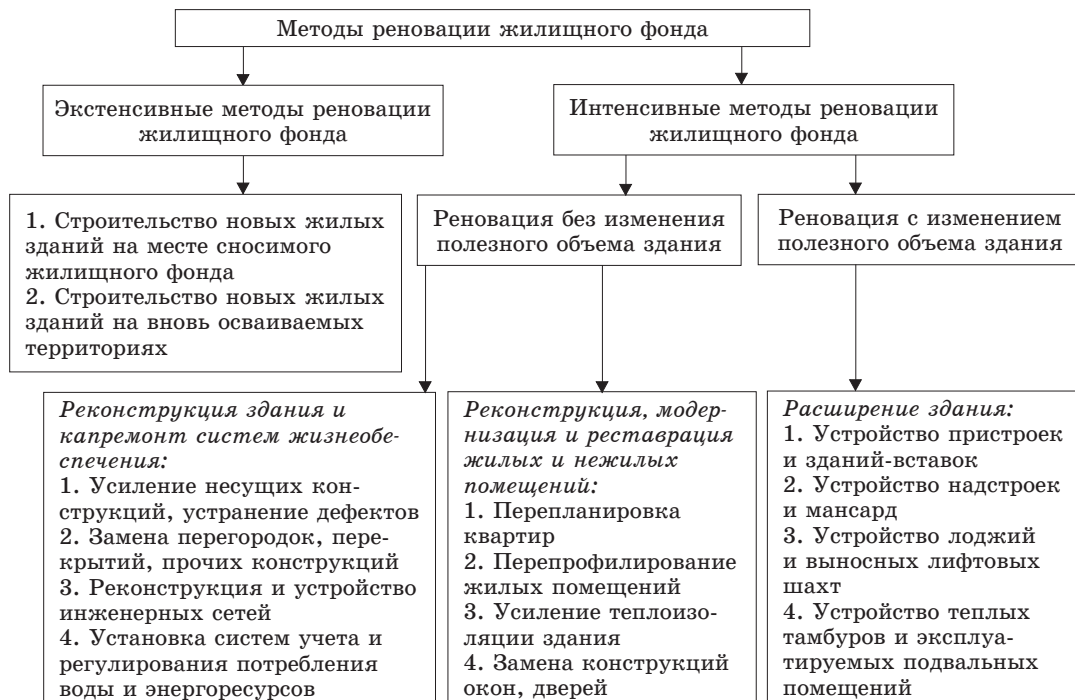 Методы реновации жилищного фонда
Экстенсивные методы реновации
жилищного фонда
Интенсивные методы реновации
жилищного фонда
1. Строительство новых жилых
зданий на месте сносимого
жилищного фонда
2. Строительство новых жилых
зданий на вновь осваиваемых
территориях
Реновация без изменения
полезного объема здания
Реновация с изменением
полезного объема здания
Реконструкция здания и
капремонт систем жизнеобе-
спечения:
1. Усиление несущих кон-
струкций, устранение дефектов
2. Замена перегородок, пере-
крытий, прочих конструкций
3. Реконструкция и устройство
инженерных сетей
4. Установка систем учета и
регулирования потребления
воды и энергоресурсов
Реконструкция, модер-
низация и реставрация
жилых и нежилых
помещений:
1. Перепланировка
квартир
2. Перепрофилирование
жилых помещений
3. Усиление теплоизо-
ляции здания
4. Замена конструкций
окон, дверей
Расширение здания:
1. Устройство пристроек
и зданий-вставок
2. Устройство надстроек
и мансард
3. Устройство лоджий
и выносных лифтовых
шахт
4. Устройство теплых
тамбуров и эксплуа-
тируемых подвальных
помещений